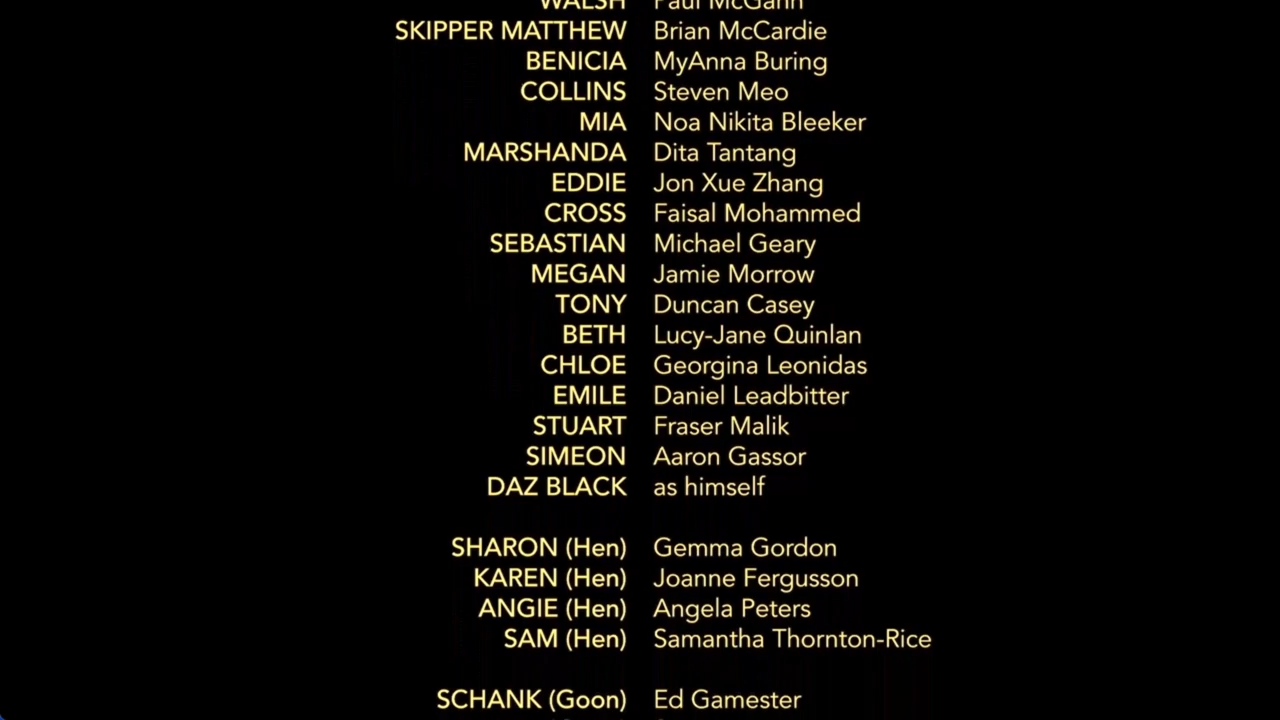 WALSH Paul McGann
SKIPPER MATTHEW Brian McCardie
BENICIA MyAnna Buring
COLLINS Steven Meo
MIA Noa Nikita Bleeker
MARSHANDA Dita Tantang
EDDIE Jon Xue Zhang
CROSS Faisal Mohammed
SEBASTIAN Michael Geary
MEGAN Jamie Morrow
TONY Duncan Casey
BETH Lucy-Jane Quinlan
CHLOE Georgina Leonidas
EMILE Daniel Leadbitter
STUART Fraser Malik
SIMEON Aaron Gassor
DAZ BLACK as himself
SHARON (Hen) Gemma Gordon
KAREN (Hen) Joanne Fergusson
ANGIE (Hen) Angela Peters
SAM (Hen) Samantha Thornton-Rice
SCHANK (Goon) Ed Gamester